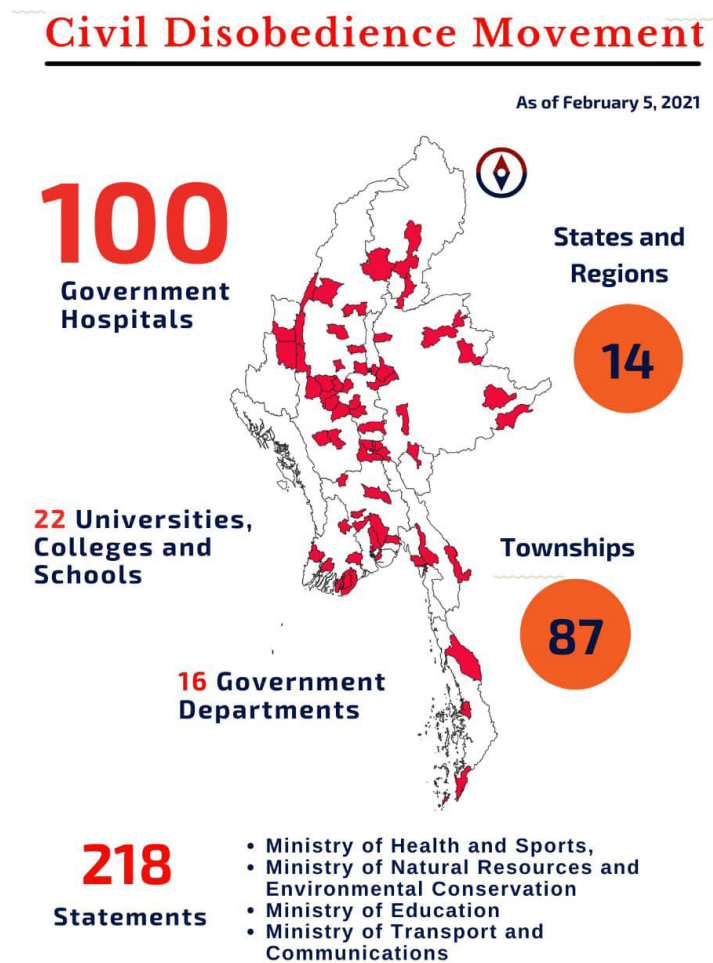 Civil Disobedience Movement
As of February 5, 2021
100
Government
Hospitals
States and
Regions
14
22 Universities,
Colleges and
Schools
Townships
87
16 Government
Departments
218
Statements
• Ministry of Health and Sports,
• Ministry of Natural Resources and
Environmental Conservation
• Ministry of Education
• Ministry of Transport and
Communications